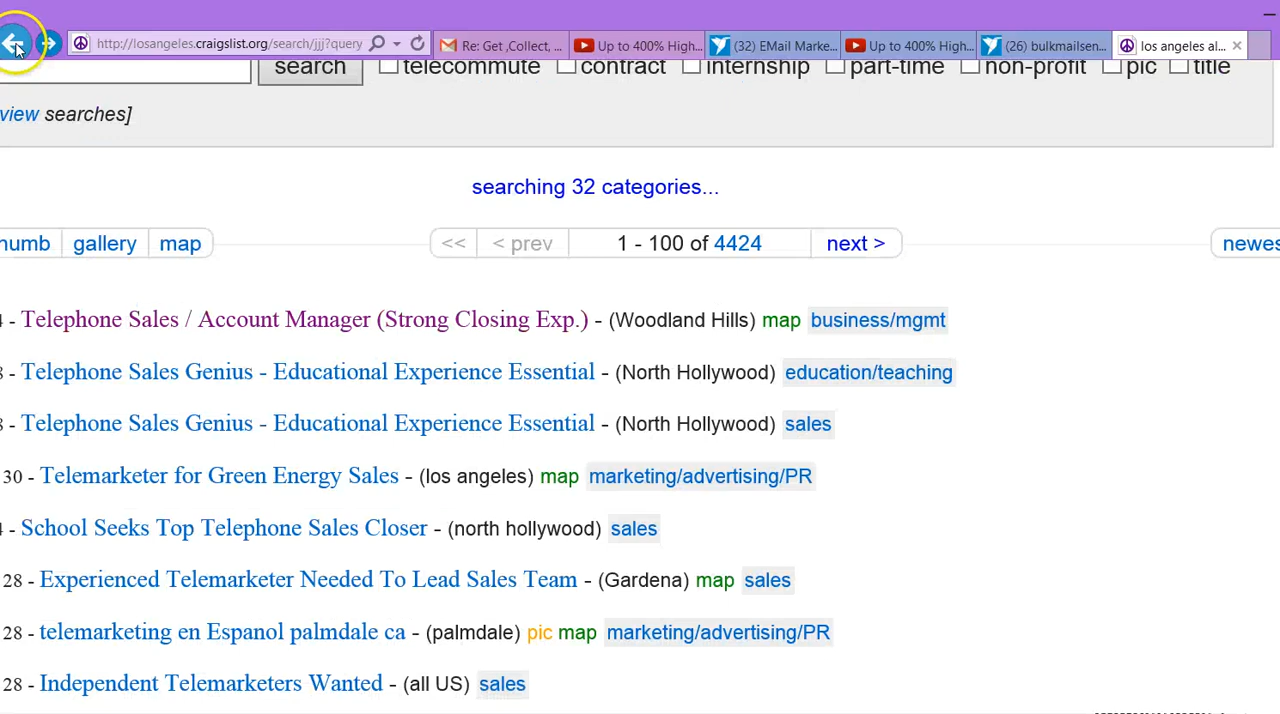 http://losangeles.craigslist.org/search/jjj?query
Re: Get ,Collect, ...
Up to 400% High...
(32) EMail Marke...
Up to 400% High...
(26) bulkmailsen...
los angeles al...
search telecommute contract internship part-time non-profit pic title
view searches]
searching 32 categories...
humb gallery map << < prev 1 - 100 of 4424 next > newes
4 - Telephone Sales / Account Manager (Strong Closing Exp.) - (Woodland Hills) map business/mgmt
8 - Telephone Sales Genius - Educational Experience Essential - (North Hollywood) education/teaching
8 - Telephone Sales Genius - Educational Experience Essential - (North Hollywood) sales
30 - Telemarketer for Green Energy Sales - (los angeles) map marketing/advertising/PR
4 - School Seeks Top Telephone Sales Closer - (north hollywood) sales
28 - Experienced Telemarketer Needed To Lead Sales Team - (Gardena) map sales
28 - telemarketing en Espanol palmdale ca - (palmdale) pic map marketing/advertising/PR
28 - Independent Telemarketers Wanted - (all US) sales